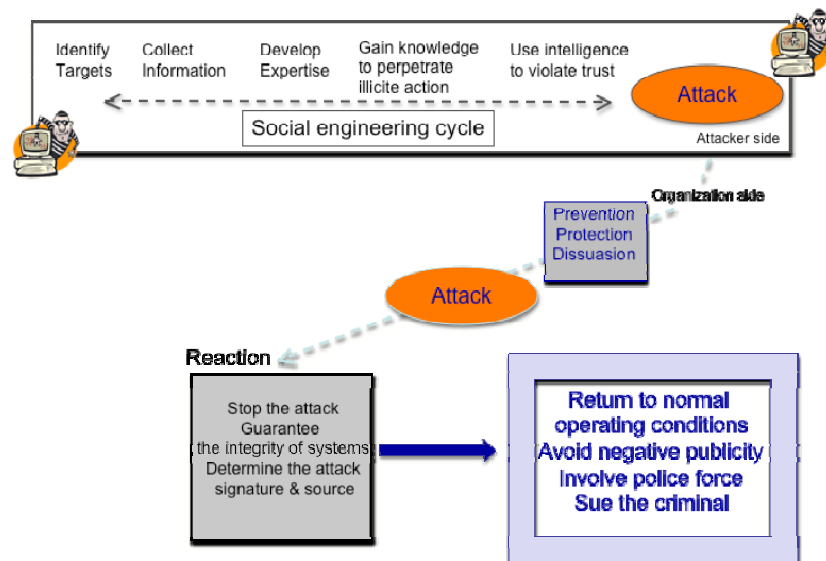 Identify
Targets
Collect
Information
Develop
Expertise
Gain knowledge
to perpetrate
illicite action
Use intelligence
to violate trust
Attack
Social engineering cycle
Attacker side
Organization side
Prevention
Protection
Dissuasion
Attack
Reaction
Stop the attack
Guarantee
the integrity of systems
Determine the attack
signature & source
Return to normal
operating conditions
Avoid negative publicity
Involve police force
Sue the criminal